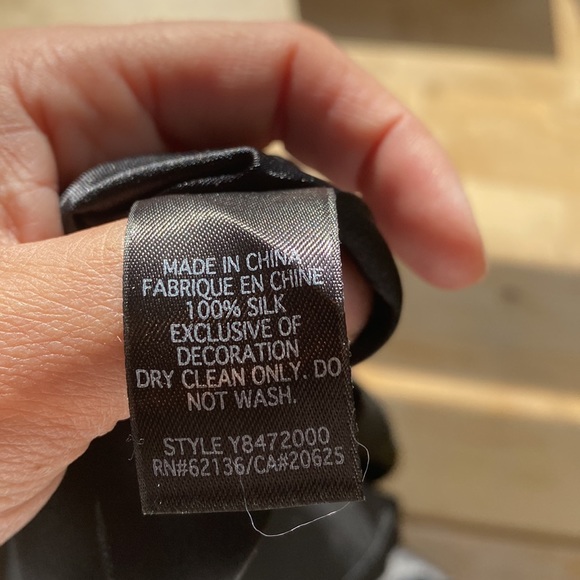 MADE IN CHINA
FABRIQUE EN CHINE
100% SILK
EXCLUSIVE OF
DECORATION
DRY CLEAN ONLY. DO
NOT WASH.
STYLE Y8472000
RN#62136/CA#20625